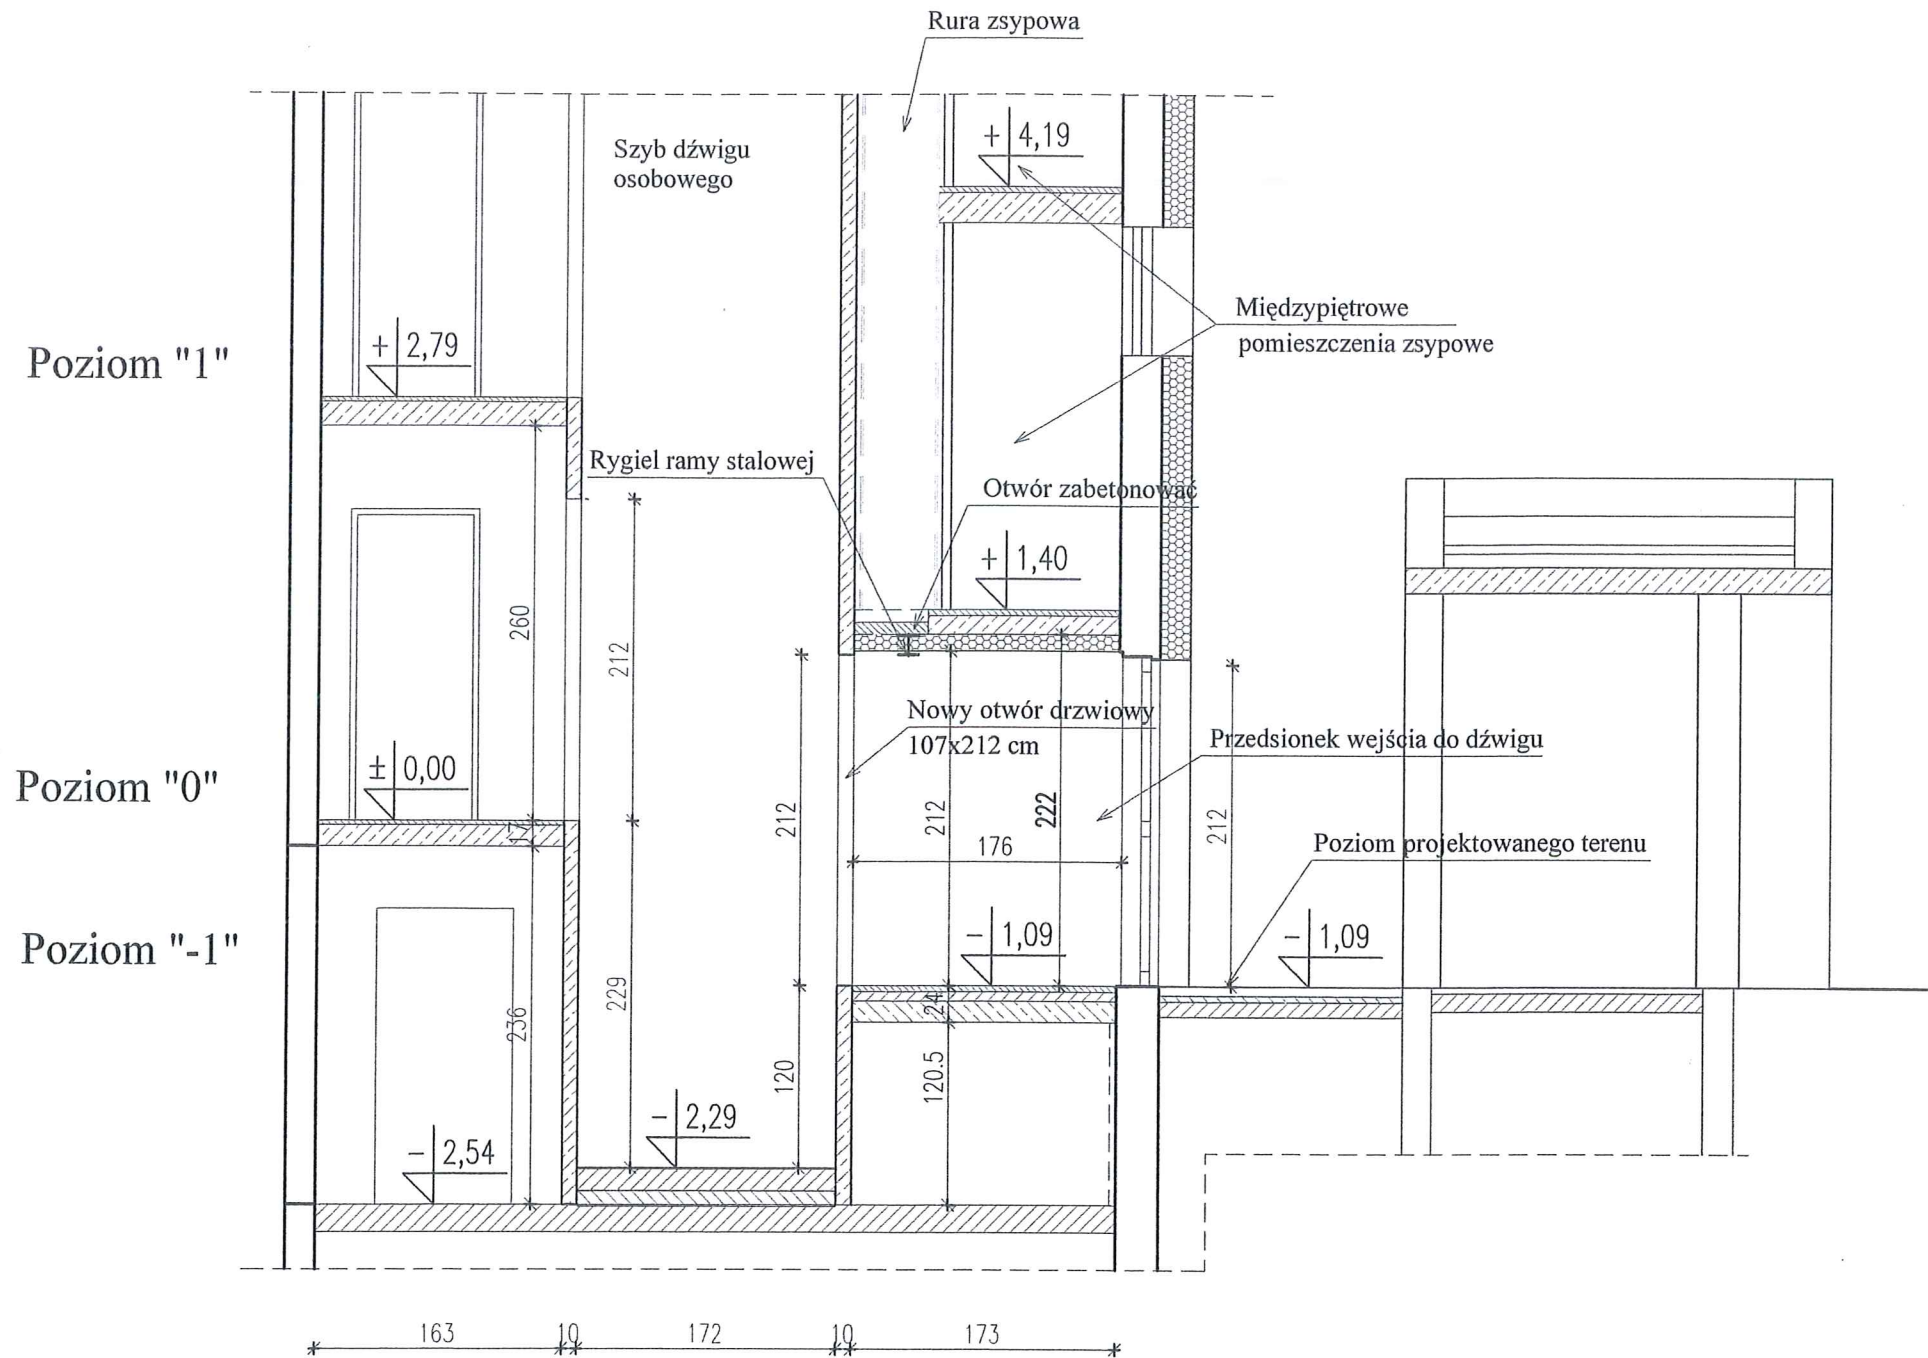 Rura zsypowa
Szyb dźwigu
osobowego
+ 4,19
Międzypiętrowe
pomieszczenia zsypowe
Poziom "1"
+ 2,79
Rygiel ramy stalowej
Otwór zabetonować
+ 1,40
260
212
Nowy otwór drzwiowy
107x212 cm
Przedsionek wejścia do dźwigu
Poziom "0"
± 0,00
17
212
212
222
212
176
Poziom projektowanego terenu
Poziom "-1"
- 1,09
- 1,09
236
229
24
120
120.5
- 2,29
- 2,54
163
10
172
10
173